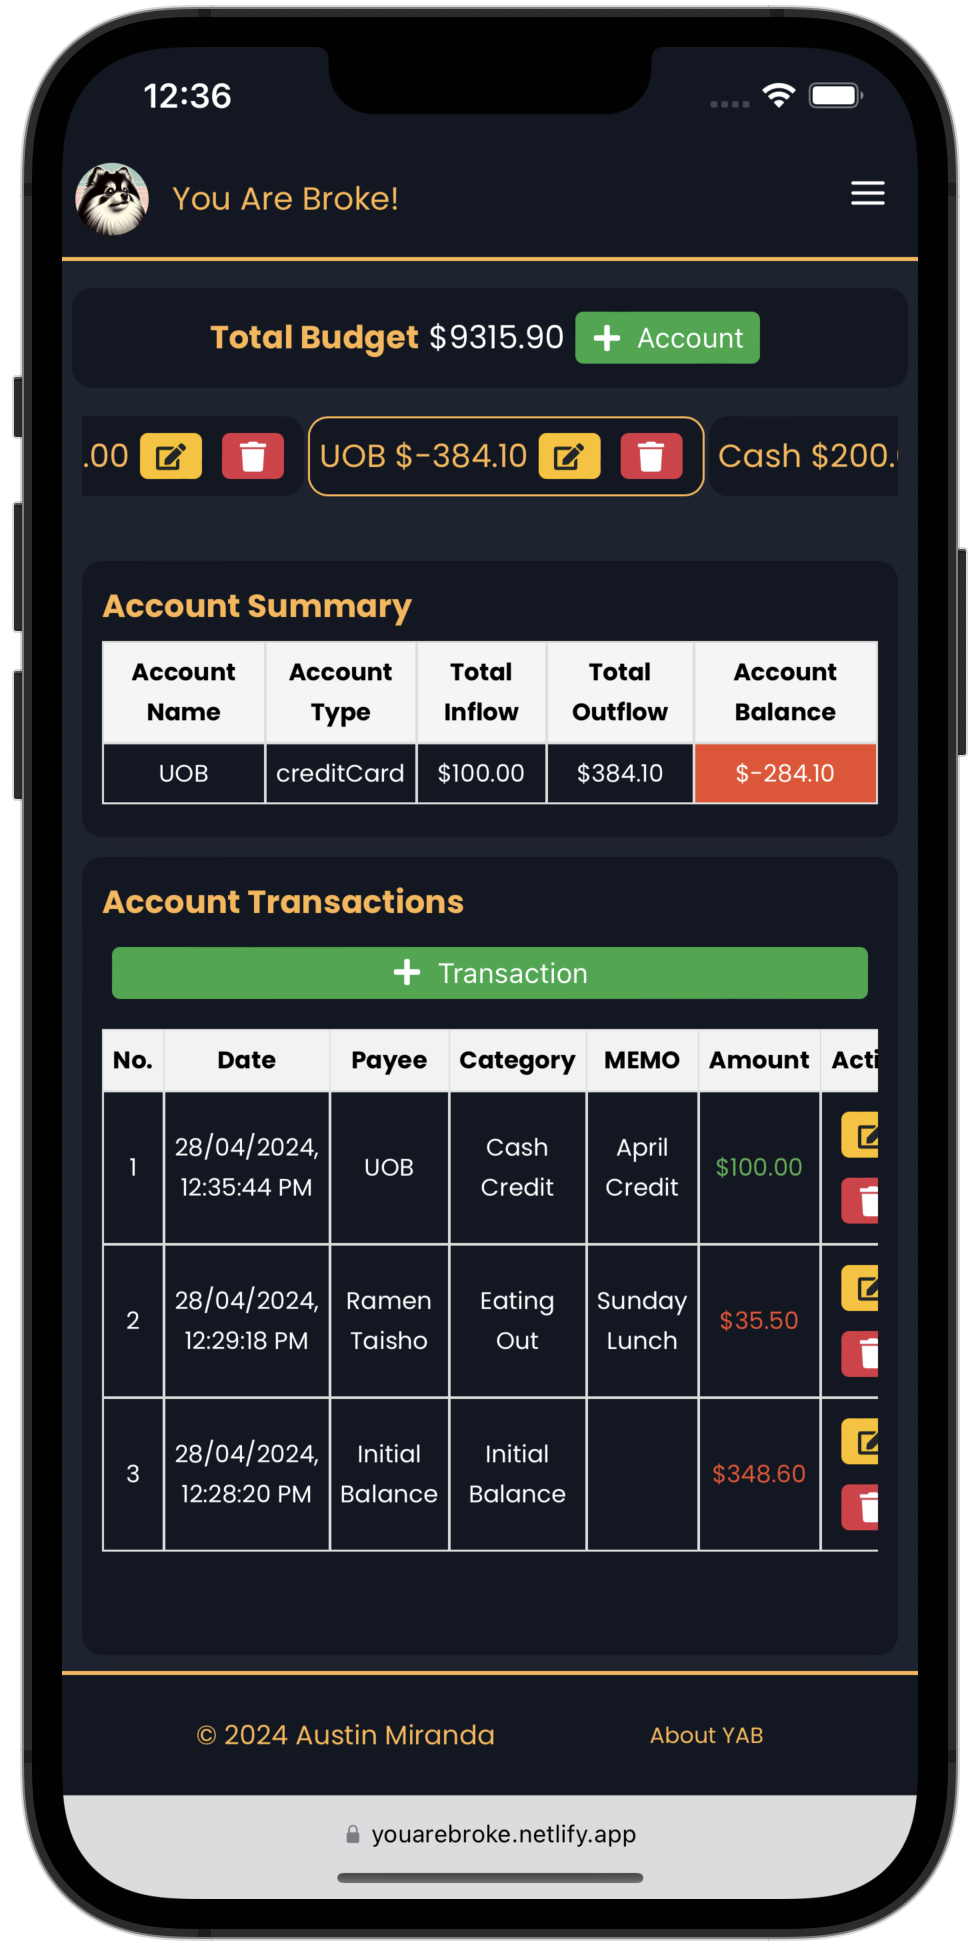 12:36
You Are Broke!
Total Budget $9315.90 Account
.00 UOB $-384.10 Cash $200.
Account Summary
Account Name Account Type Total Inflow Total Outflow Account Balance
UOB creditCard $100.00 $384.10 $-284.10
Account Transactions
Transaction
No. Date Payee Category MEMO Amount Acti
1 28/04/2024, 12:35:44 PM UOB Cash Credit April Credit $100.00
2 28/04/2024, 12:29:18 PM Ramen Taisho Eating Out Sunday Lunch $35.50
3 28/04/2024, 12:28:20 PM Initial Balance Initial Balance $348.60
© 2024 Austin Miranda About YAB
youarebroke.netlify.app